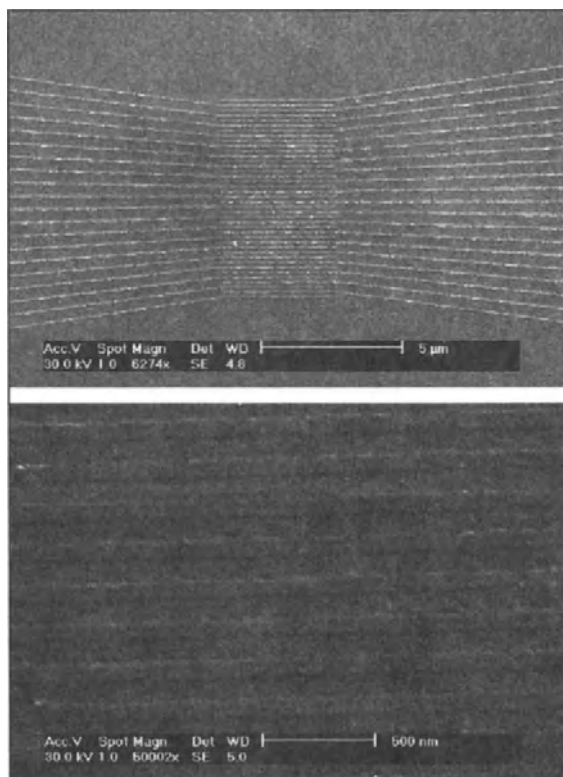 Acc.V Spot Magn Det WD 5 µm
30.0 kV 1.0 6274x SE 4.8
Acc.V Spot Magn Det WD 500 nm
30.0 kV 1.0 50002x SE 5.0